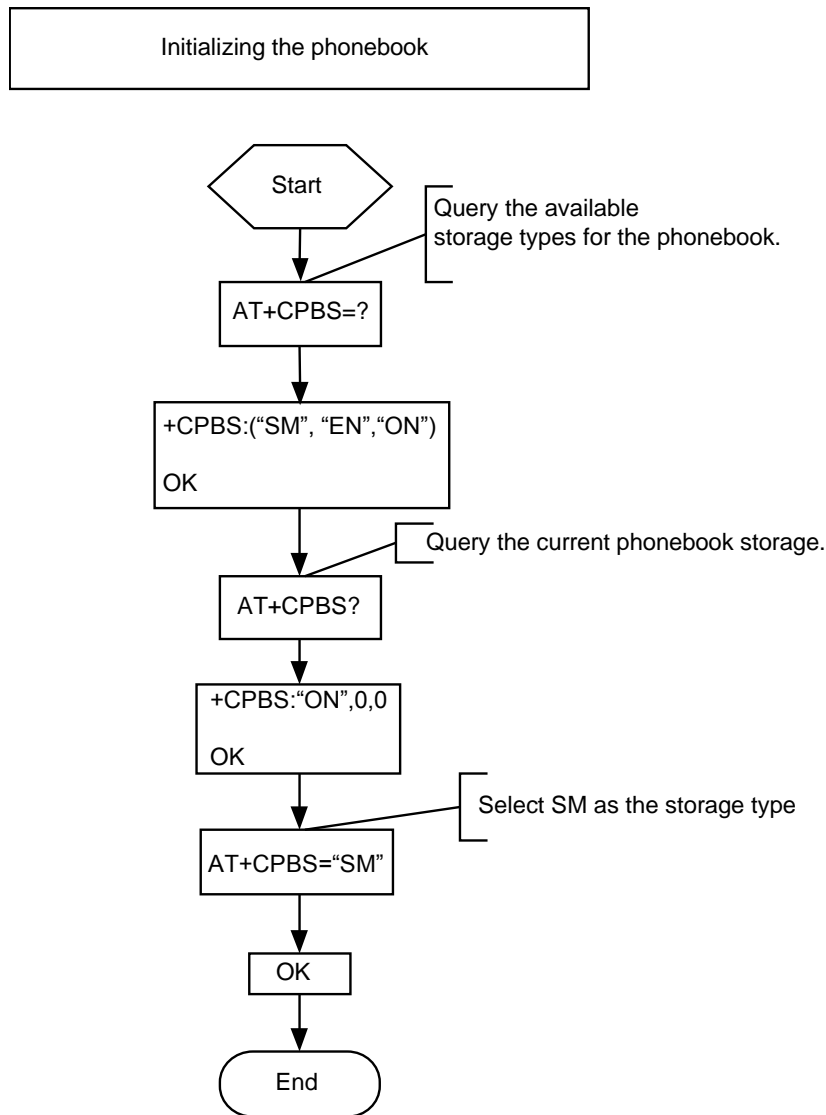 Initializing the phonebook
Start
Query the available
storage types for the phonebook.
AT+CPBS=?
+CPBS:(“SM”, “EN”,“ON”)
OK
Query the current phonebook storage.
AT+CPBS?
+CPBS:“ON”,0,0
OK
Select SM as the storage type
AT+CPBS=“SM”
OK
End